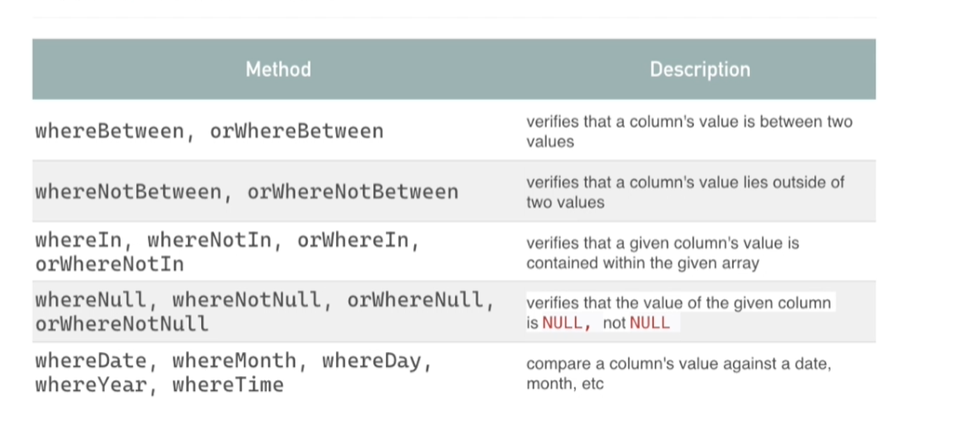 Method Description
whereBetween, orWhereBetween
verifies that a column's value is between two
values
whereNotBetween, orWhereNotBetween
verifies that a column's value lies outside of
two values
whereIn, whereNotIn, orWhereIn,
orWhereNotIn
verifies that a given column's value is
contained within the given array
whereNull, whereNotNull, orWhereNull,
orWhereNotNull
verifies that the value of the given column
is NULL, not NULL
whereDate, whereMonth, whereDay,
whereYear, whereTime
compare a column's value against a date,
month, etc